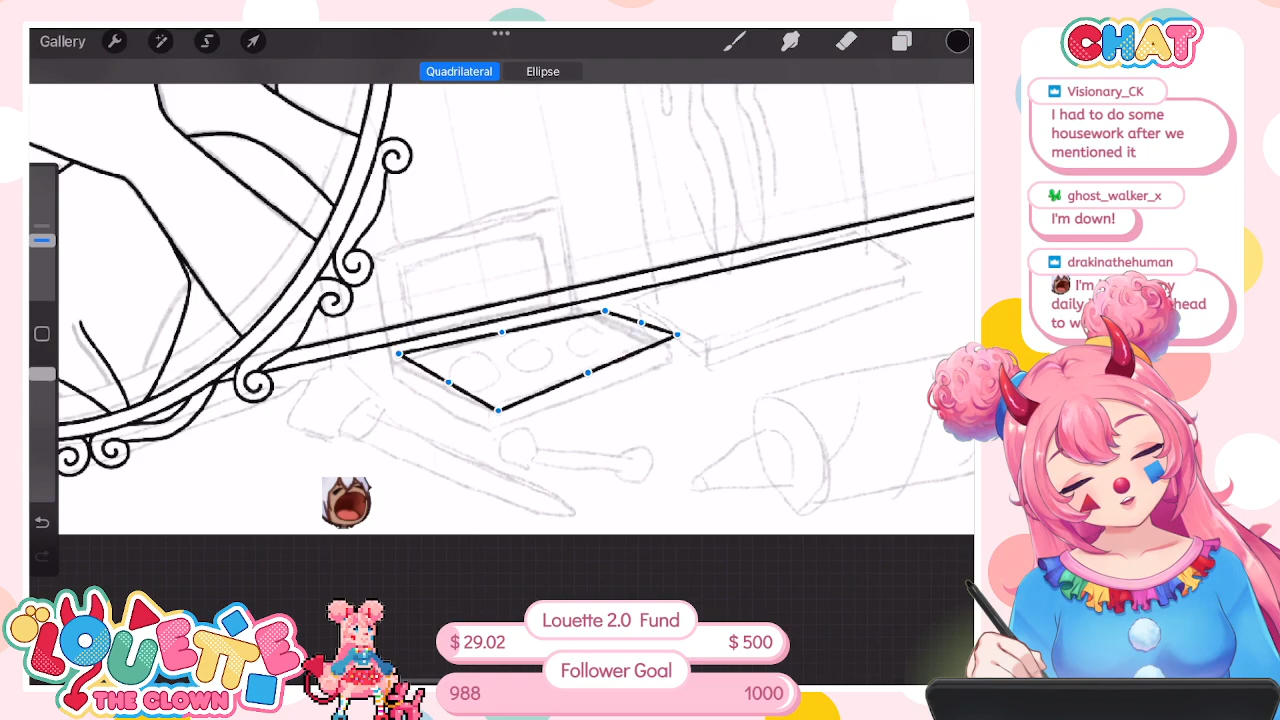 Gallery
Quadrilateral Ellipse
CHAT
Visionary_CK
I had to do some
housework after we
mentioned it
ghost_walker_x
I'm down!
drakinathehuman
daily
to
LOUETTE
THE CLOWN
Louette 2.0 Fund
$ 29.02 $ 500
Follower Goal
988 1000